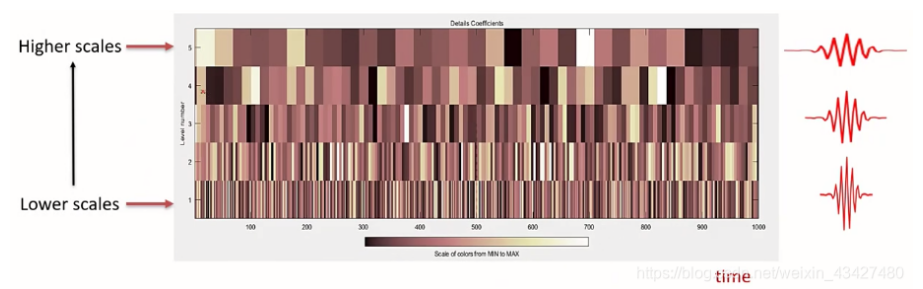 Details Coefficients
Higher scales
Lower scales
Level number
5
4
3
2
1
100 200 300 400 500 600 700 800 900 1000
Scale of colors from MIN to MAX
time
https://blog.csdn.net/weixin_43427480